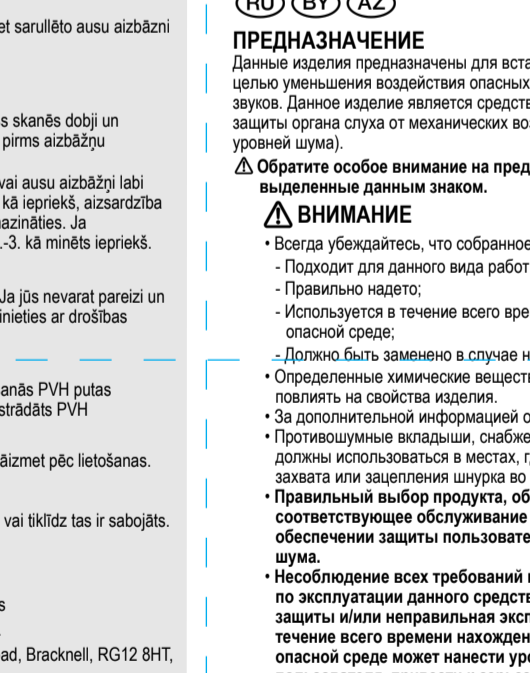 et sarullēto ausu aizbāzni
s skanēs dobji un
pirms aizbāžņu
vai ausu aizbāžņi labi
kā iepriekš, aizsardzība
nazināties. Ja
.-3. kā minēts iepriekš.
Ja jūs nevarat pareizi un
inieties ar drošības
anās PVH putas
strādāts PVH
āizmet pēc lietošanas.
vai tiklīdz tas ir sabojāts.
s
ad, Bracknell, RG12 8HT,
RU BY AZ
ПРЕДНАЗНАЧЕНИЕ
Данные изделия предназначены для вста
целью уменьшения воздействия опасных
звуков. Данное изделие является средств
защиты органа слуха от механических воз
уровней шума).
⚠ Обратите особое внимание на пред
выделенные данным знаком.
⚠ ВНИМАНИЕ
• Всегда убеждайтесь, что собранное
- Подходит для данного вида работ
- Правильно надето;
- Используется в течение всего вре
опасной среде;
- Должно быть заменено в случае н
• Определенные химические веществ
повлиять на свойства изделия.
• За дополнительной информацией о
• Противошумные вкладыши, снабже
должны использоваться в местах, г
захвата или зацепления шнурка во
• Правильный выбор продукта, об
соответствующее обслуживание
обеспечении защиты пользовате
шума.
• Несоблюдение всех требований
по эксплуатации данного средств
защиты и/или неправильная эксп
течение всего времени нахожден
опасной среде может нанести уро